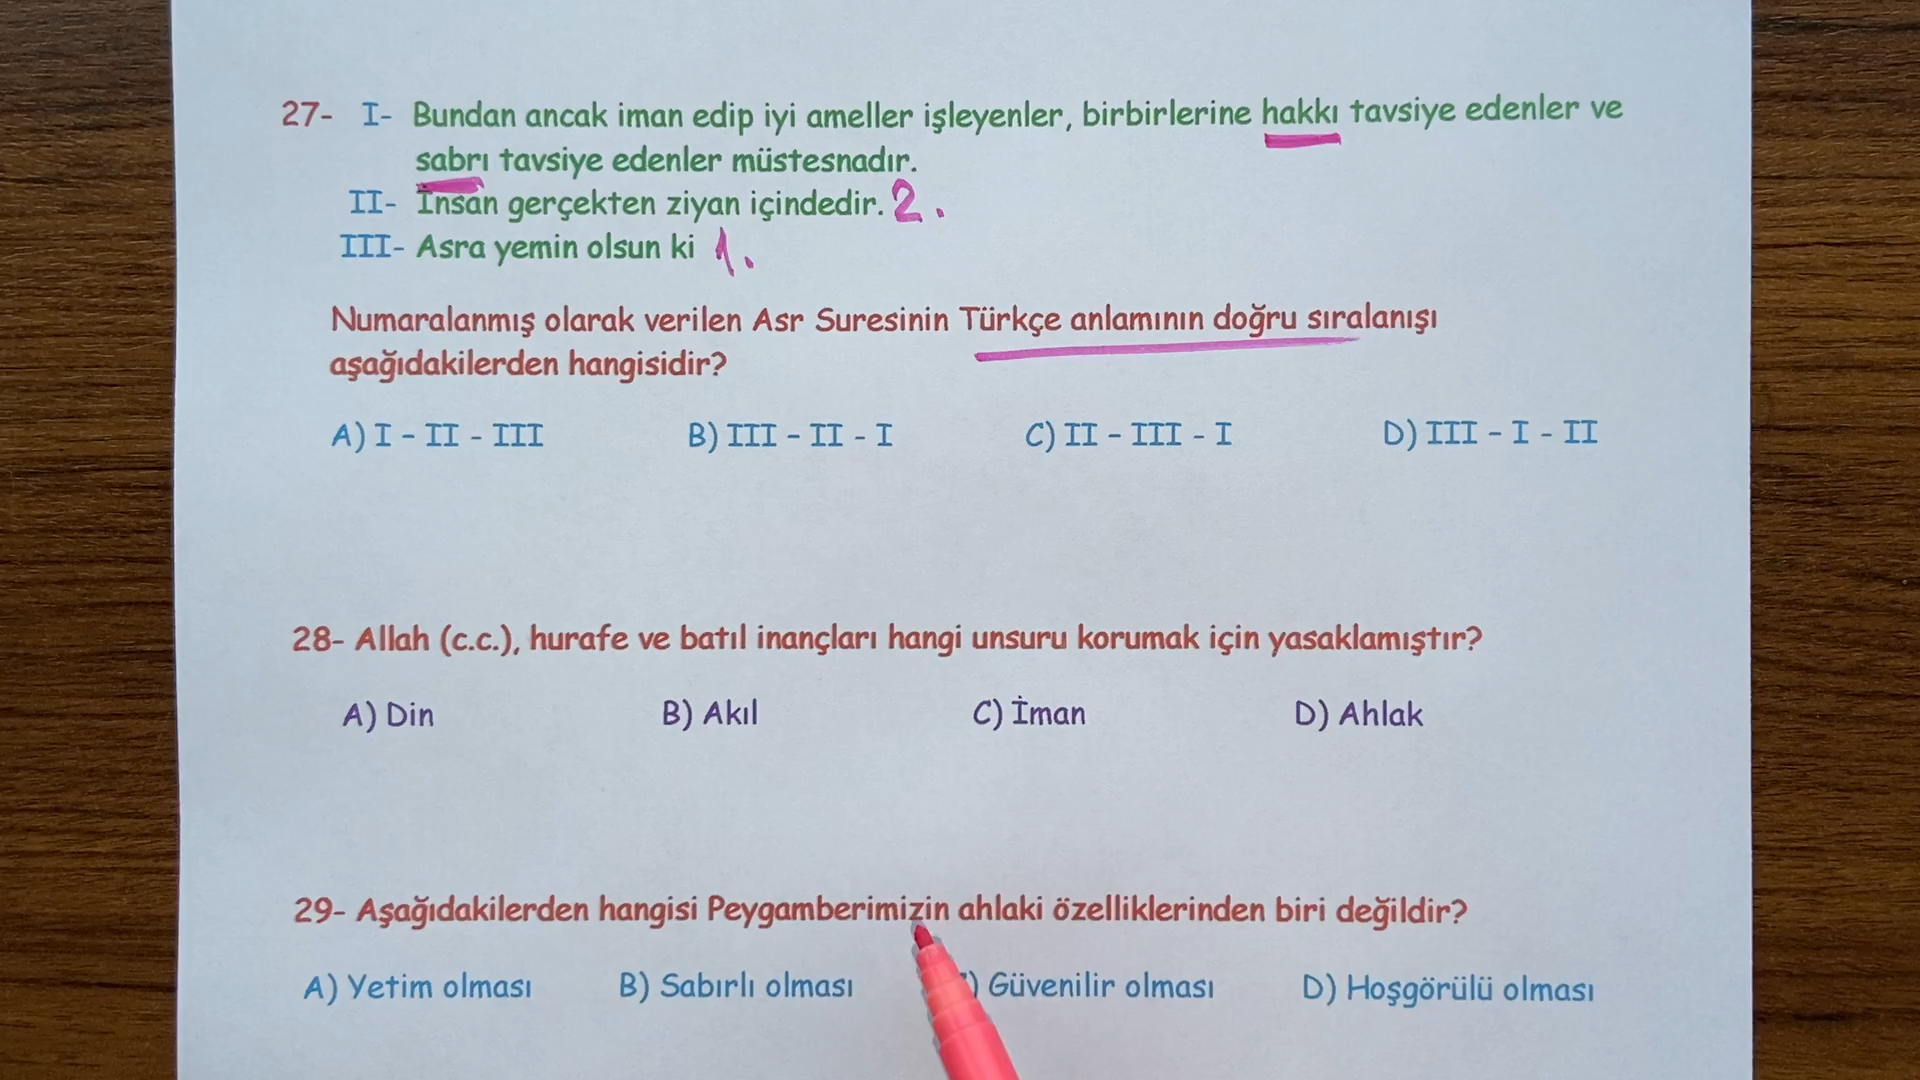 27- I- Bundan ancak iman edip iyi ameller işleyenler, birbirlerine hakkı tavsiye edenler ve
sabrı tavsiye edenler müstesnadır.
II- İnsan gerçekten ziyan içindedir. 2.
III- Asra yemin olsun ki 1.
Numaralanmış olarak verilen Asr Suresinin Türkçe anlamının doğru sıralanışı
aşağıdakilerden hangisidir?
A) I - II - III B) III - II - I C) II - III - I D) III - I - II
28- Allah (c.c.), hurafe ve batıl inançları hangi unsuru korumak için yasaklamıştır?
A) Din B) Akıl C) İman D) Ahlak
29- Aşağıdakilerden hangisi Peygamberimizin ahlaki özelliklerinden biri değildir?
A) Yetim olması B) Sabırlı olması ) Güvenilir olması D) Hoşgörülü olması